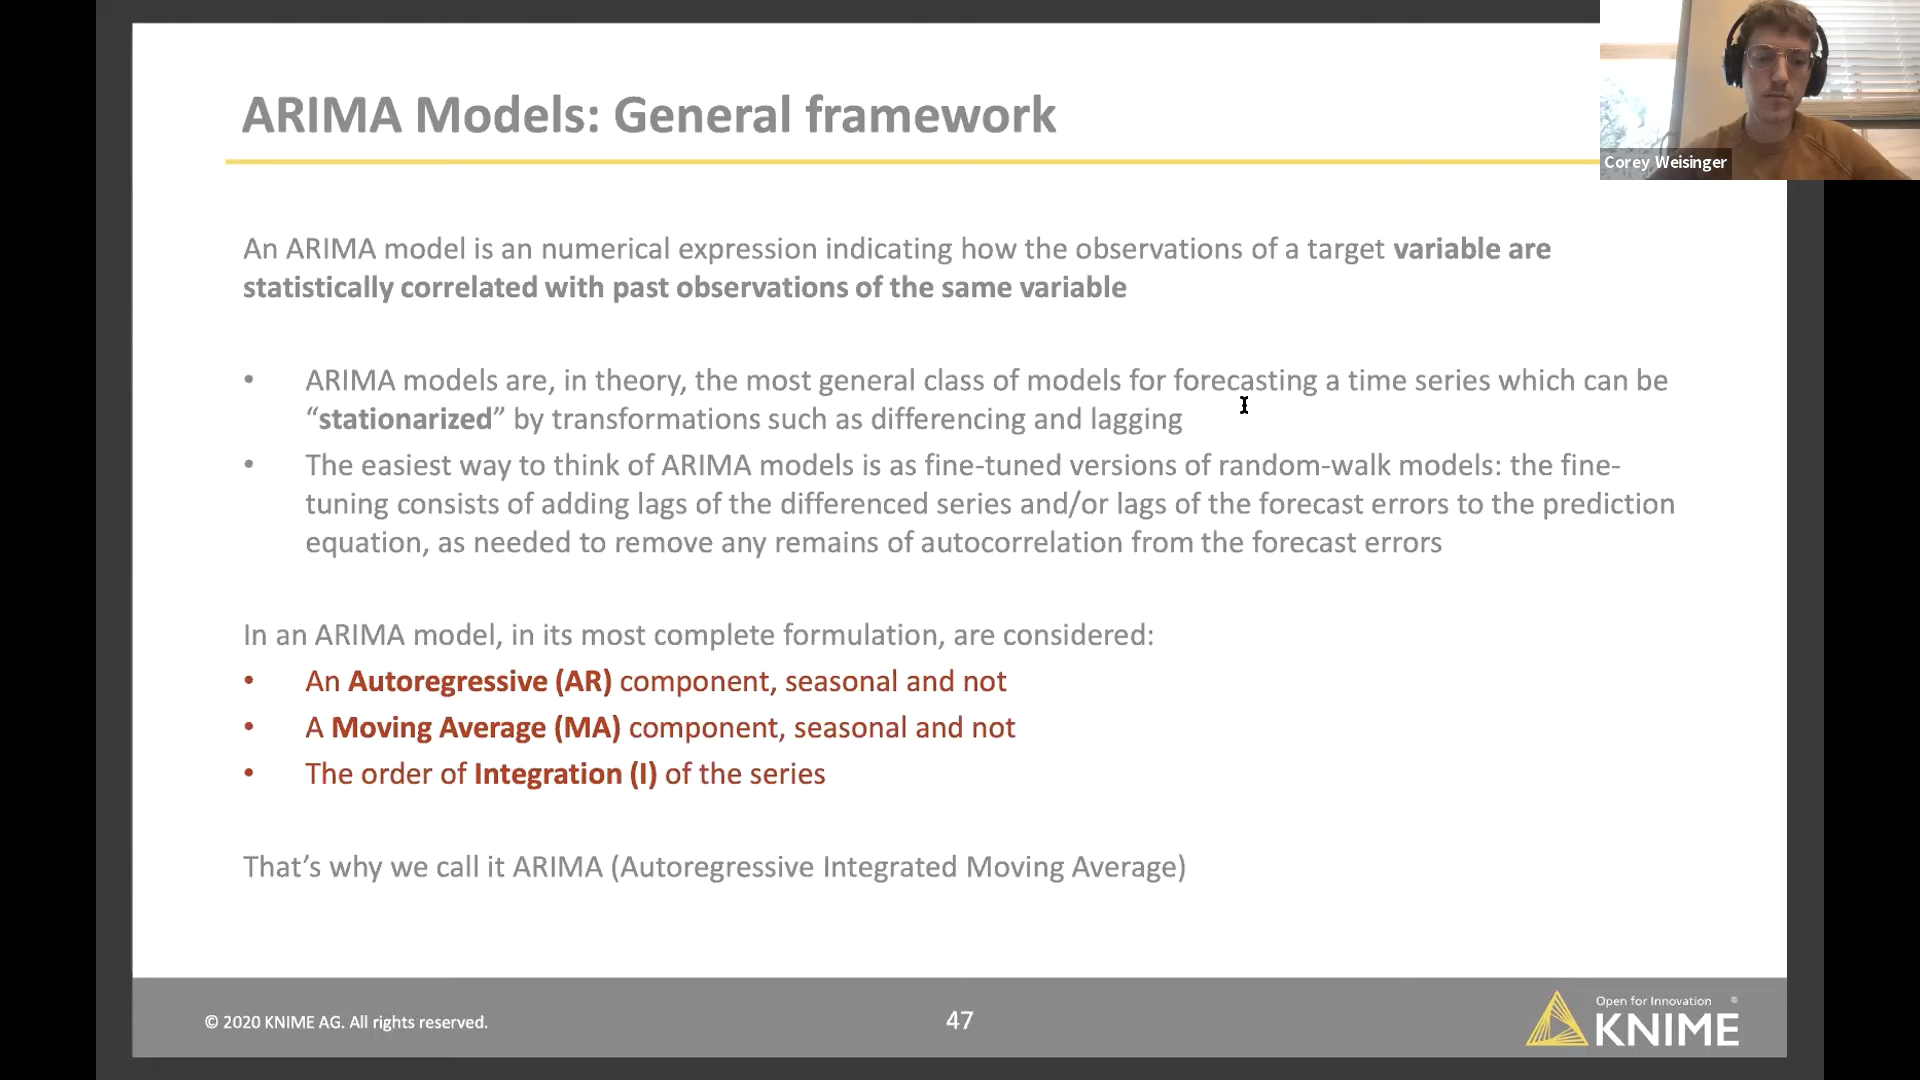 ARIMA Models: General framework
Corey Weisinger
An ARIMA model is an numerical expression indicating how the observations of a target variable are
statistically correlated with past observations of the same variable
• ARIMA models are, in theory, the most general class of models for forecasting a time series which can be
“stationarized” by transformations such as differencing and lagging
• The easiest way to think of ARIMA models is as fine-tuned versions of random-walk models: the fine-
tuning consists of adding lags of the differenced series and/or lags of the forecast errors to the prediction
equation, as needed to remove any remains of autocorrelation from the forecast errors
In an ARIMA model, in its most complete formulation, are considered:
• An Autoregressive (AR) component, seasonal and not
• A Moving Average (MA) component, seasonal and not
• The order of Integration (I) of the series
That’s why we call it ARIMA (Autoregressive Integrated Moving Average)
© 2020 KNIME AG. All rights reserved.
47
Open for Innovation ®
KNIME